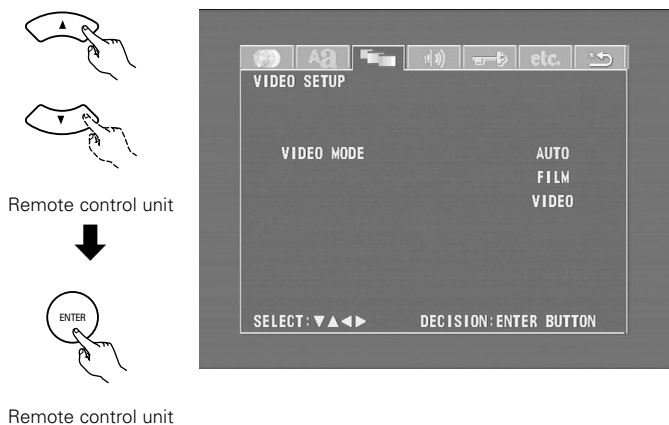 Remote control unit
ENTER
Remote control unit
Aa etc.
VIDEO SETUP
VIDEO MODE AUTO
FILM
VIDEO
SELECT:▼▲◀▶ DECISION:ENTER BUTTON